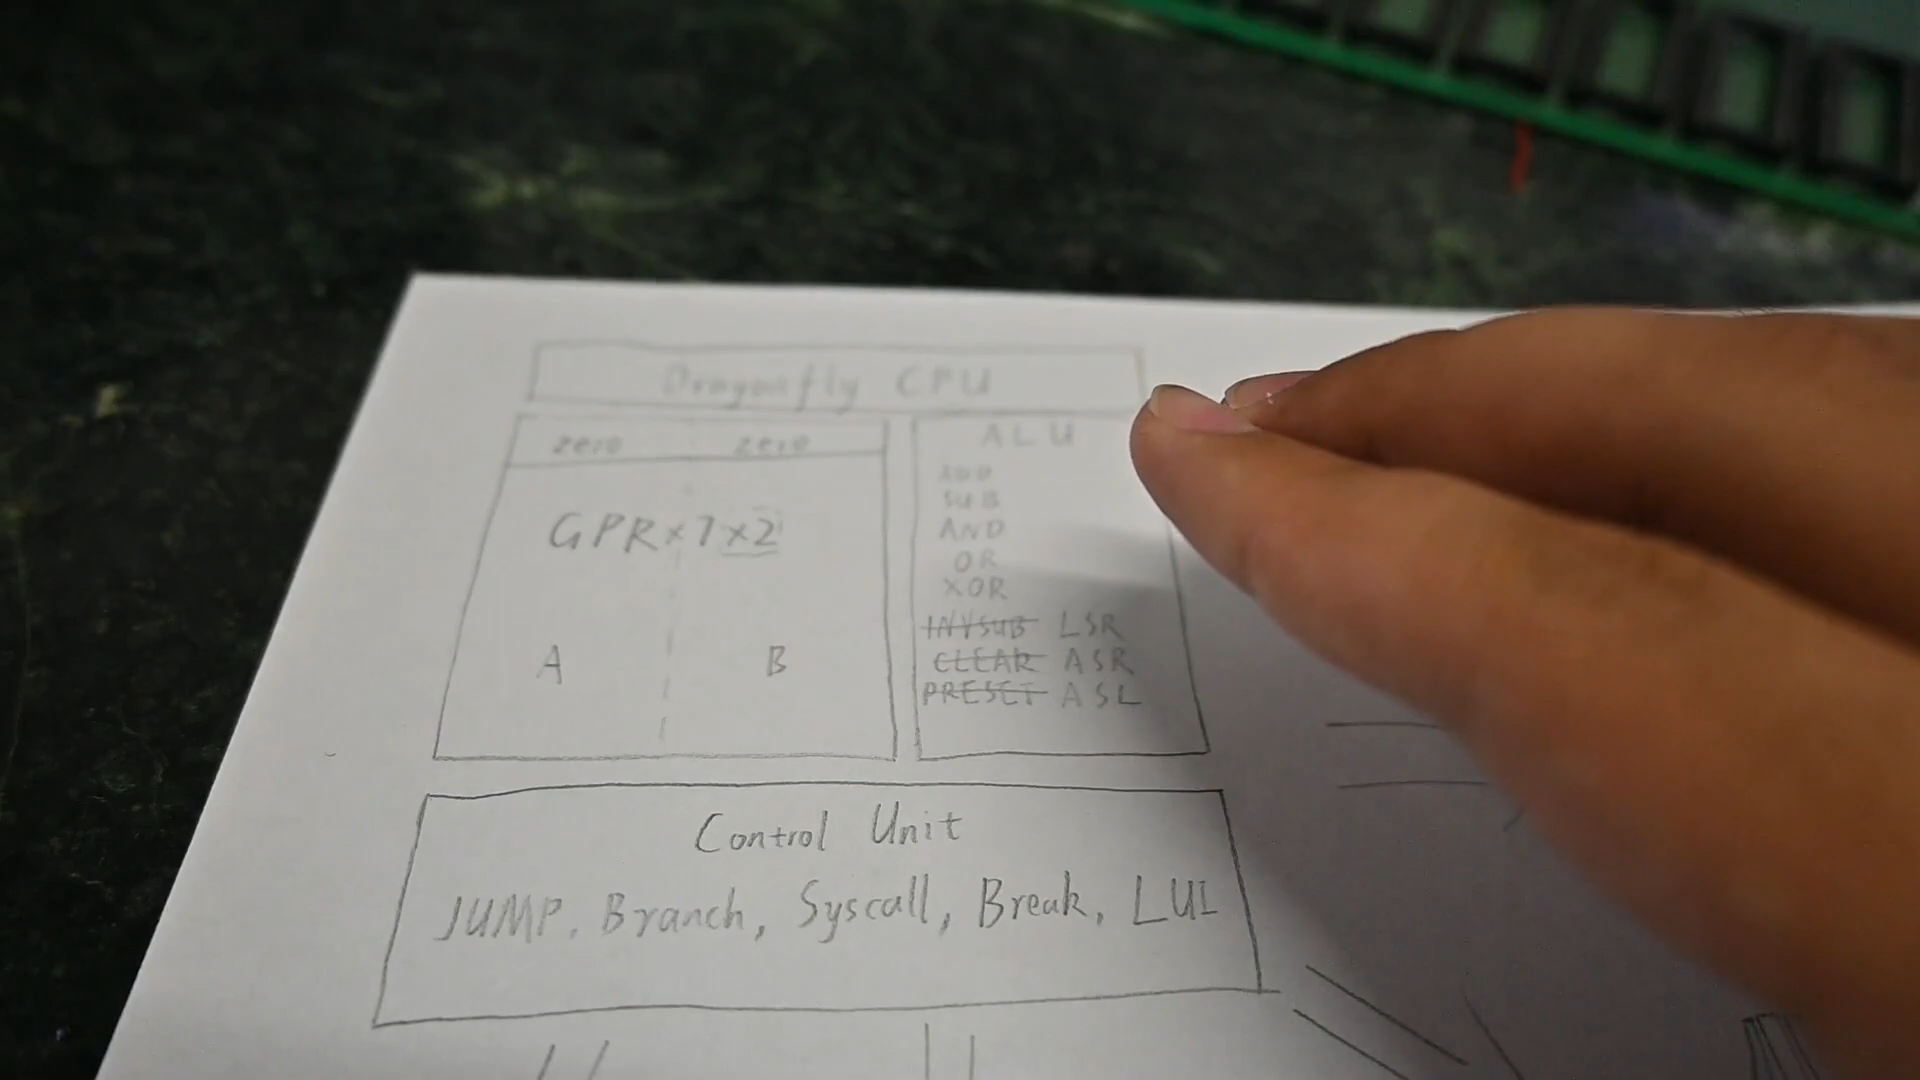 Dragonfly CPU
zero zero
GPR×7×2
A B
ALU
ADD
SUB
AND
OR
XOR
INVSUB LSR
CLEAR ASR
PRESET ASL
Control Unit
JUMP, Branch, Syscall, Break, LUI